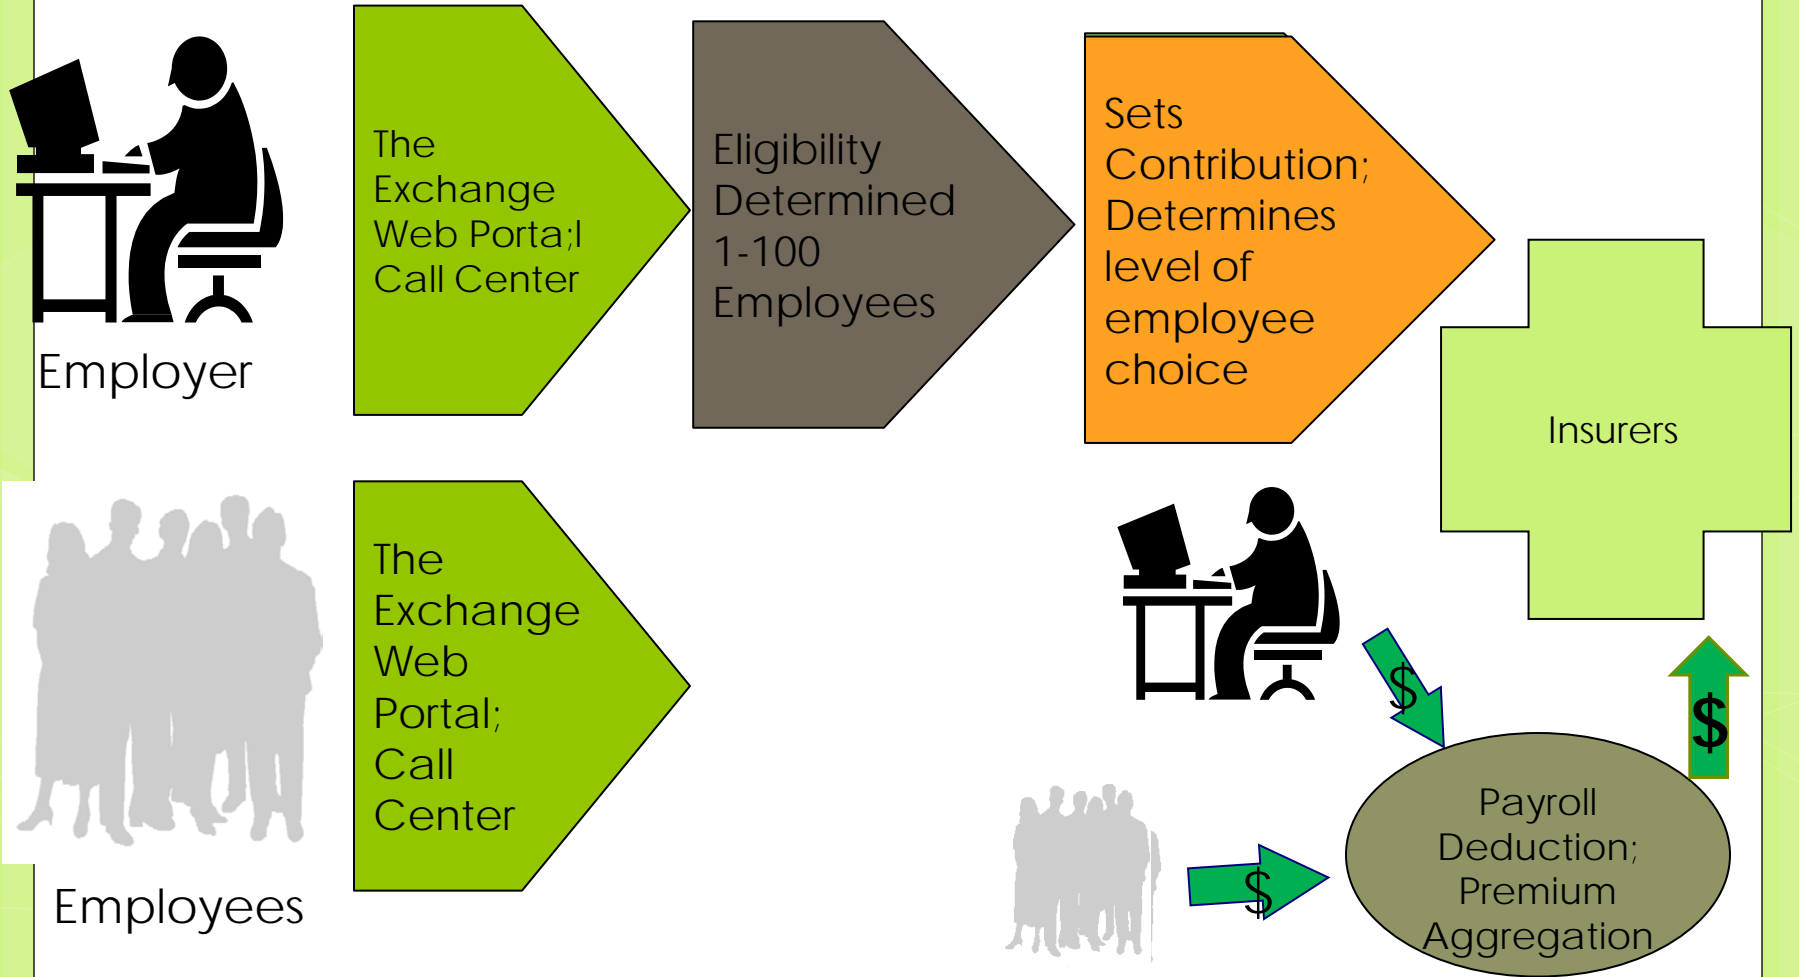 The
Exchange
Web Porta;l
Call Center
Eligibility
Determined
1-100
Employees
Sets
Contribution;
Determines
level of
employee
choice
Employer
Insurers
The
Exchange
Web
Portal;
Call
Center
Employees
$
$
$
Payroll
Deduction;
Premium
Aggregation